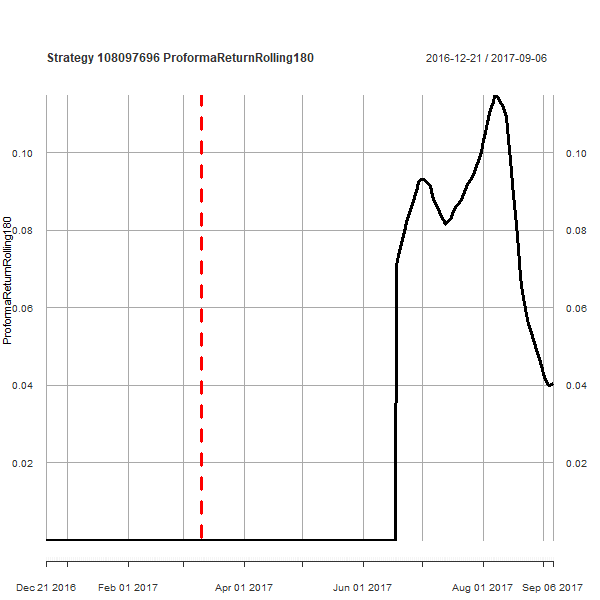 Strategy 108097696 ProformaReturnRolling180
2016-12-21 / 2017-09-06
ProformaReturnRolling180
0.10 0.10
0.08 0.08
0.06 0.06
0.04 0.04
0.02 0.02
Dec 21 2016 Feb 01 2017 Apr 01 2017 Jun 01 2017 Aug 01 2017 Sep 06 2017